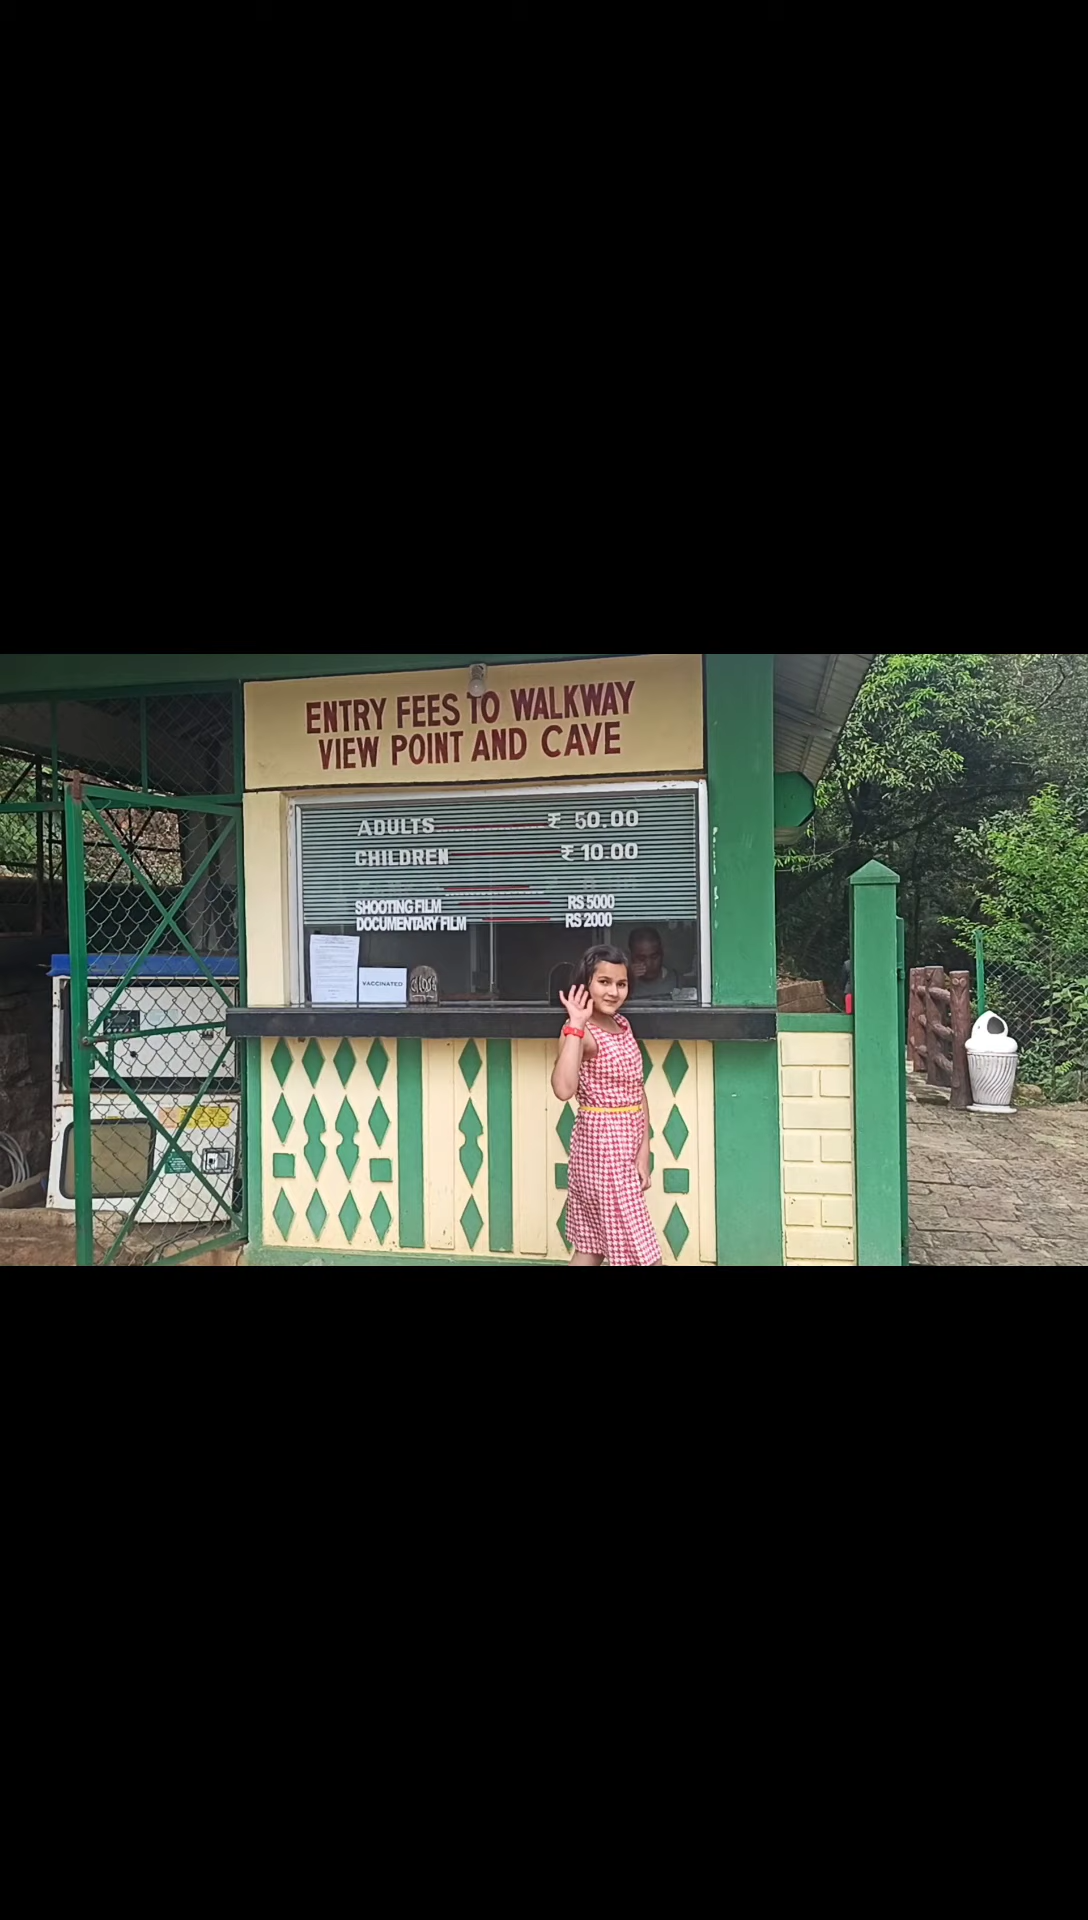 ENTRY FEES TO WALKWAY
VIEW POINT AND CAVE
ADULTS ₹ 50.00
CHILDREN ₹ 10.00
SHOOTING FILM RS 5000
DOCUMENTARY FILM RS 2000
VACCINATED